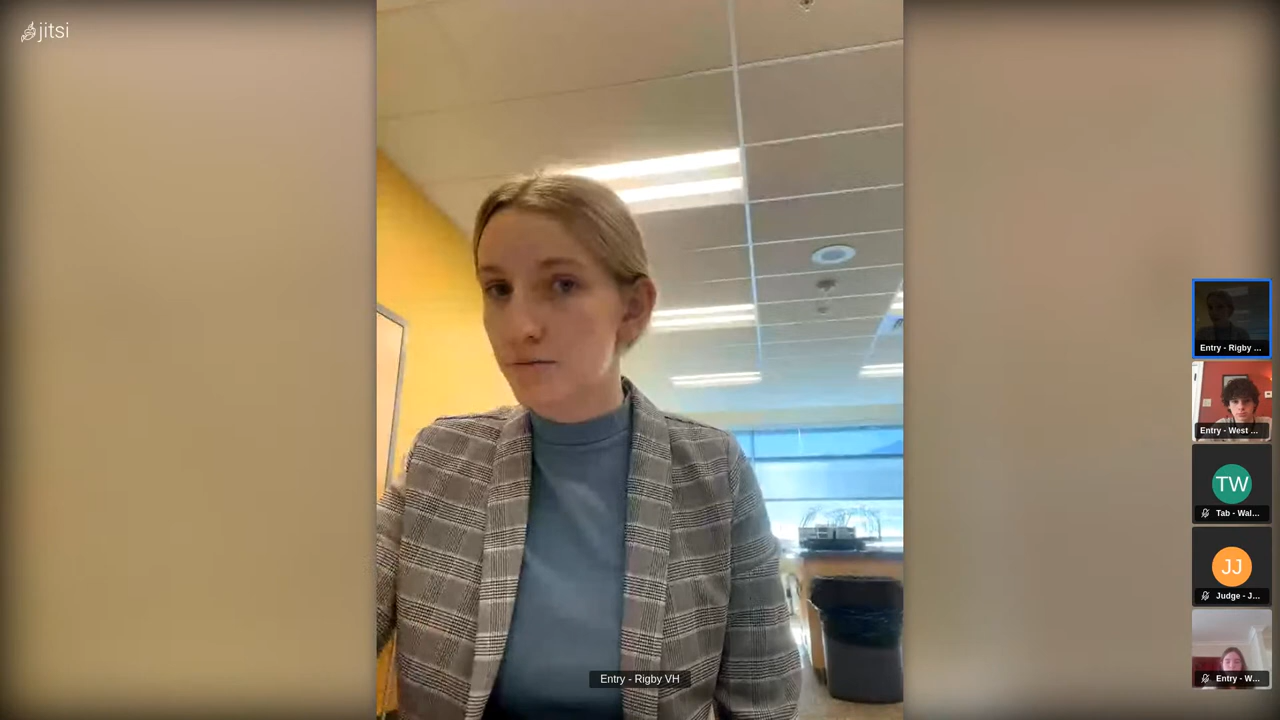 jitsi
Entry - Rigby VH
Entry - Rigby ...
Entry - West ...
TW
Tab - Wal...
JJ
Judge - J...
Entry - W...